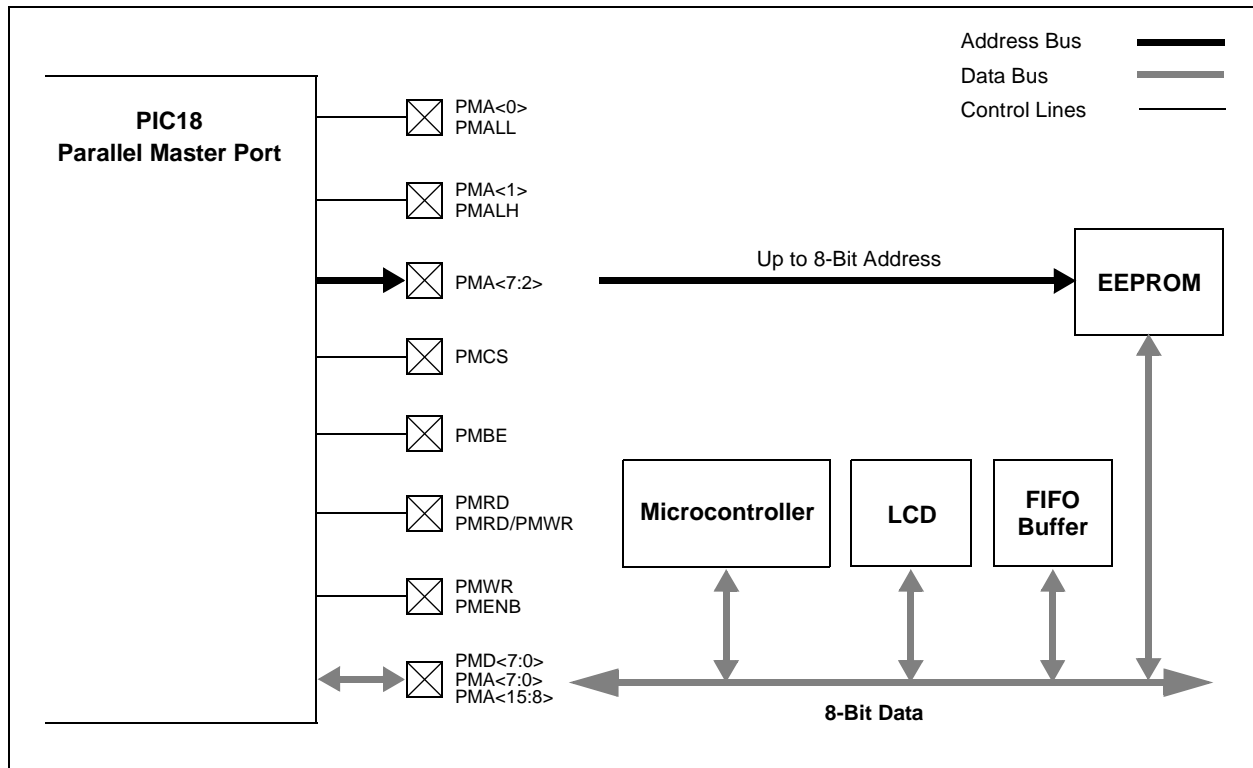 Address Bus
Data Bus
Control Lines
PIC18
Parallel Master Port
PMA<0>
PMALL
PMA<1>
PMALH
PMA<7:2>
Up to 8-Bit Address
EEPROM
PMCS
PMBE
PMRD
PMRD/PMWR
Microcontroller
LCD
FIFO
Buffer
PMWR
PMENB
PMD<7:0>
PMA<7:0>
PMA<15:8>
8-Bit Data